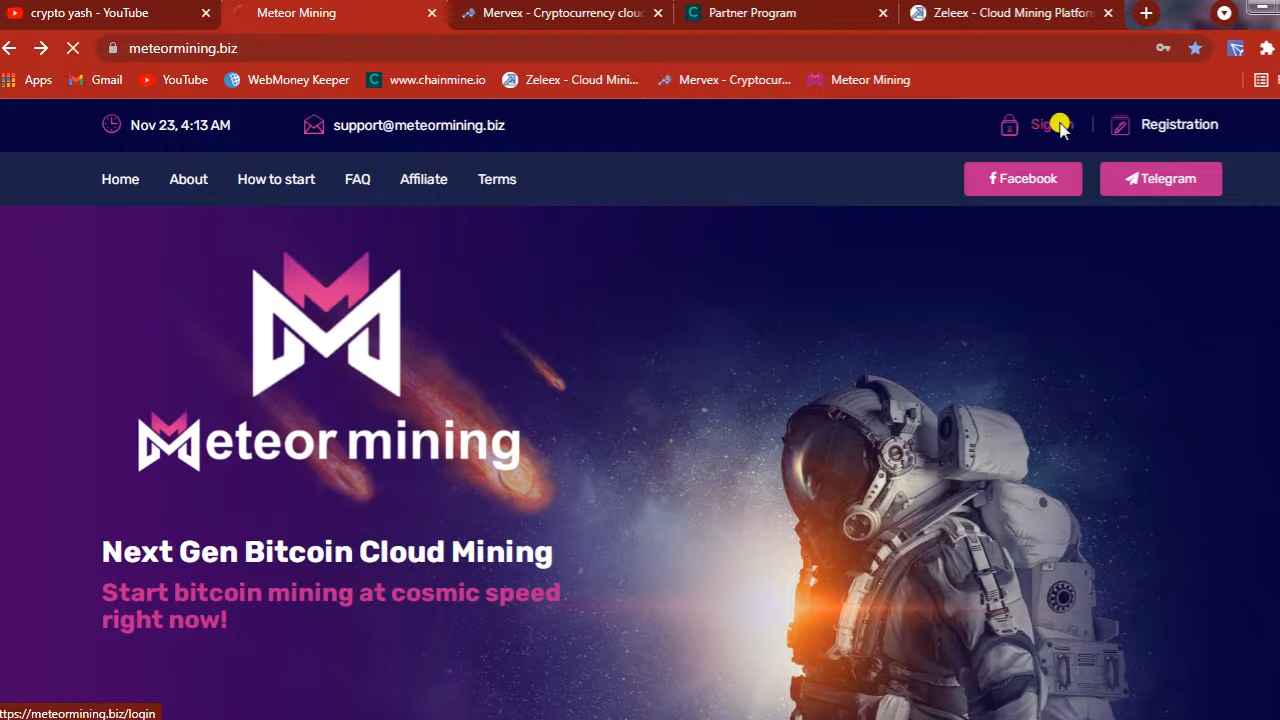 crypto yash - YouTube
Meteor Mining
Mervex - Cryptocurrency clou
Partner Program
Zeleex - Cloud Mining Platform
meteormining.biz
Apps
Gmail
YouTube
WebMoney Keeper
www.chainmine.io
Zeleex - Cloud Mini...
Mervex - Cryptocur...
Meteor Mining
Nov 23, 4:13 AM
support@meteormining.biz
Registration
Home
About
How to start
FAQ
Affiliate
Terms
Facebook
Telegram
Meteor mining
Next Gen Bitcoin Cloud Mining
Start bitcoin mining at cosmic speed
right now!
ttps://meteormining.biz/login